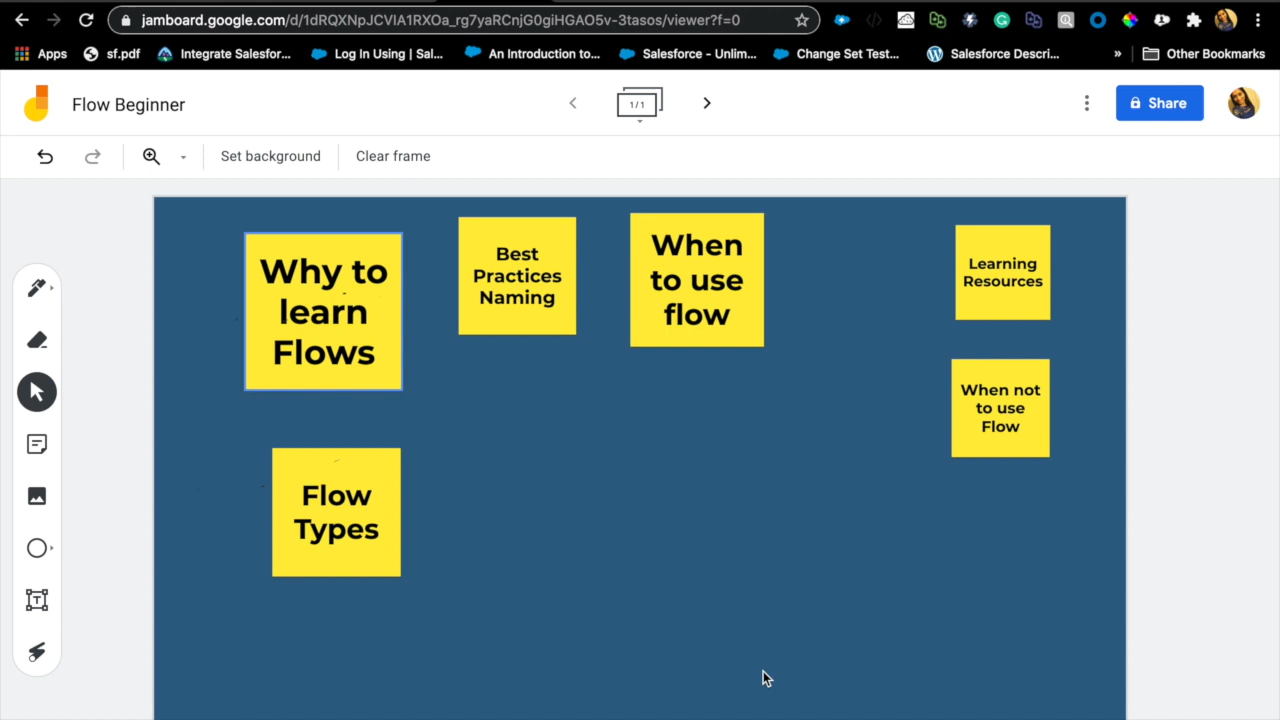 jamboard.google.com/d/1dRQXNpJCVIA1RXOa_rg7yaRCnjG0giHGAO5v-3tasos/viewer?f=0
Apps
sf.pdf
Integrate Salesfor...
Log In Using | Sal...
An Introduction to...
Salesforce - Unlim...
Change Set Test...
Salesforce Descri...
»
Other Bookmarks
Flow Beginner
1/1
Share
Set background
Clear frame
Why to
learn
Flows
Best
Practices
Naming
When
to use
flow
Learning
Resources
When not
to use
Flow
Flow
Types